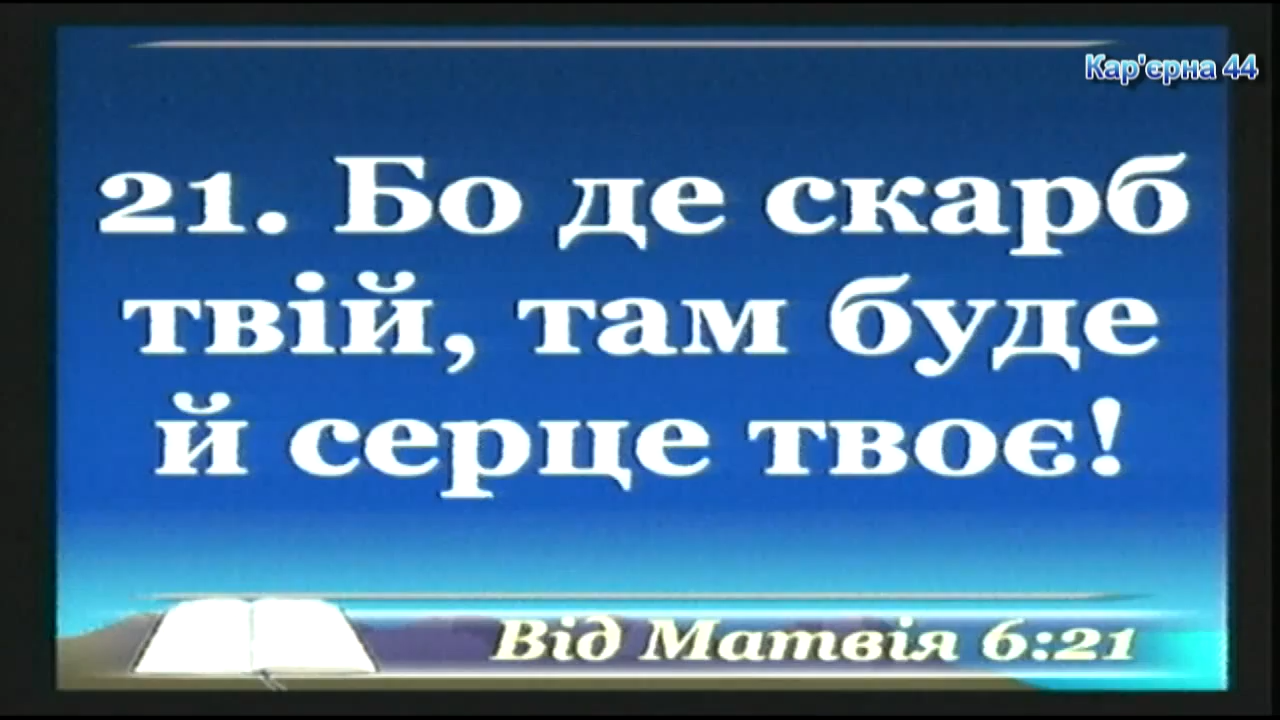 Кар'єрна 44
21. Бо де скарб
твій, там буде
й серце твоє!
Від Матвія 6:21